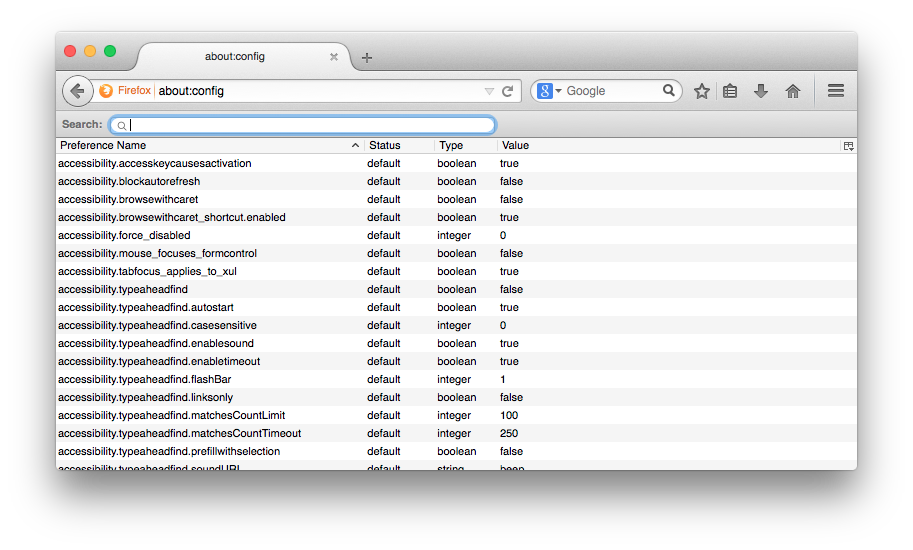 about:config
Firefox about:config Google
Search:
Preference Name Status Type Value
accessibility.accesskeycausesactivation default boolean true
accessibility.blockautorefresh default boolean false
accessibility.browsewithcaret default boolean false
accessibility.browsewithcaret_shortcut.enabled default boolean true
accessibility.force_disabled default integer 0
accessibility.mouse_focuses_formcontrol default boolean false
accessibility.tabfocus_applies_to_xul default boolean true
accessibility.typeaheadfind default boolean false
accessibility.typeaheadfind.autostart default boolean true
accessibility.typeaheadfind.casesensitive default integer 0
accessibility.typeaheadfind.enablesound default boolean true
accessibility.typeaheadfind.enabletimeout default boolean true
accessibility.typeaheadfind.flashBar default integer 1
accessibility.typeaheadfind.linksonly default boolean false
accessibility.typeaheadfind.matchesCountLimit default integer 100
accessibility.typeaheadfind.matchesCountTimeout default integer 250
accessibility.typeaheadfind.prefillwithselection default boolean false
accessibility.typeaheadfind.soundURL default string beep